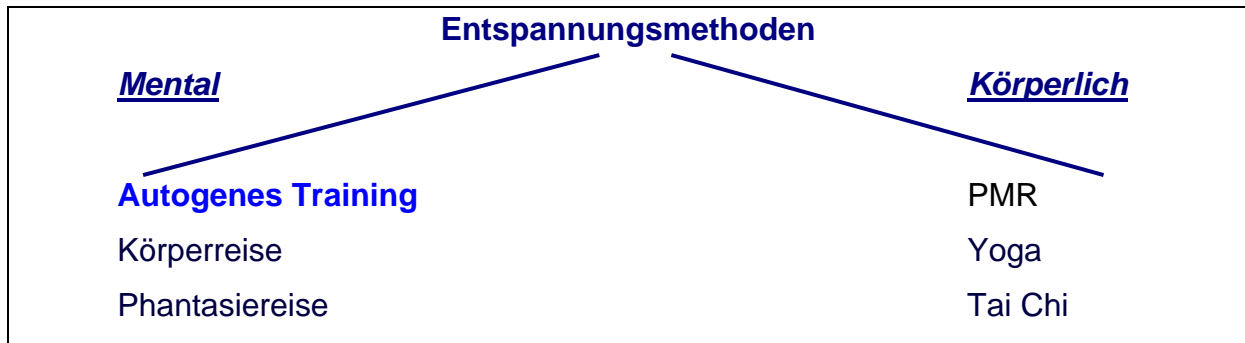 Entspannungsmethoden
Mental Körperlich
Autogenes Training PMR
Körperreise Yoga
Phantasiereise Tai Chi